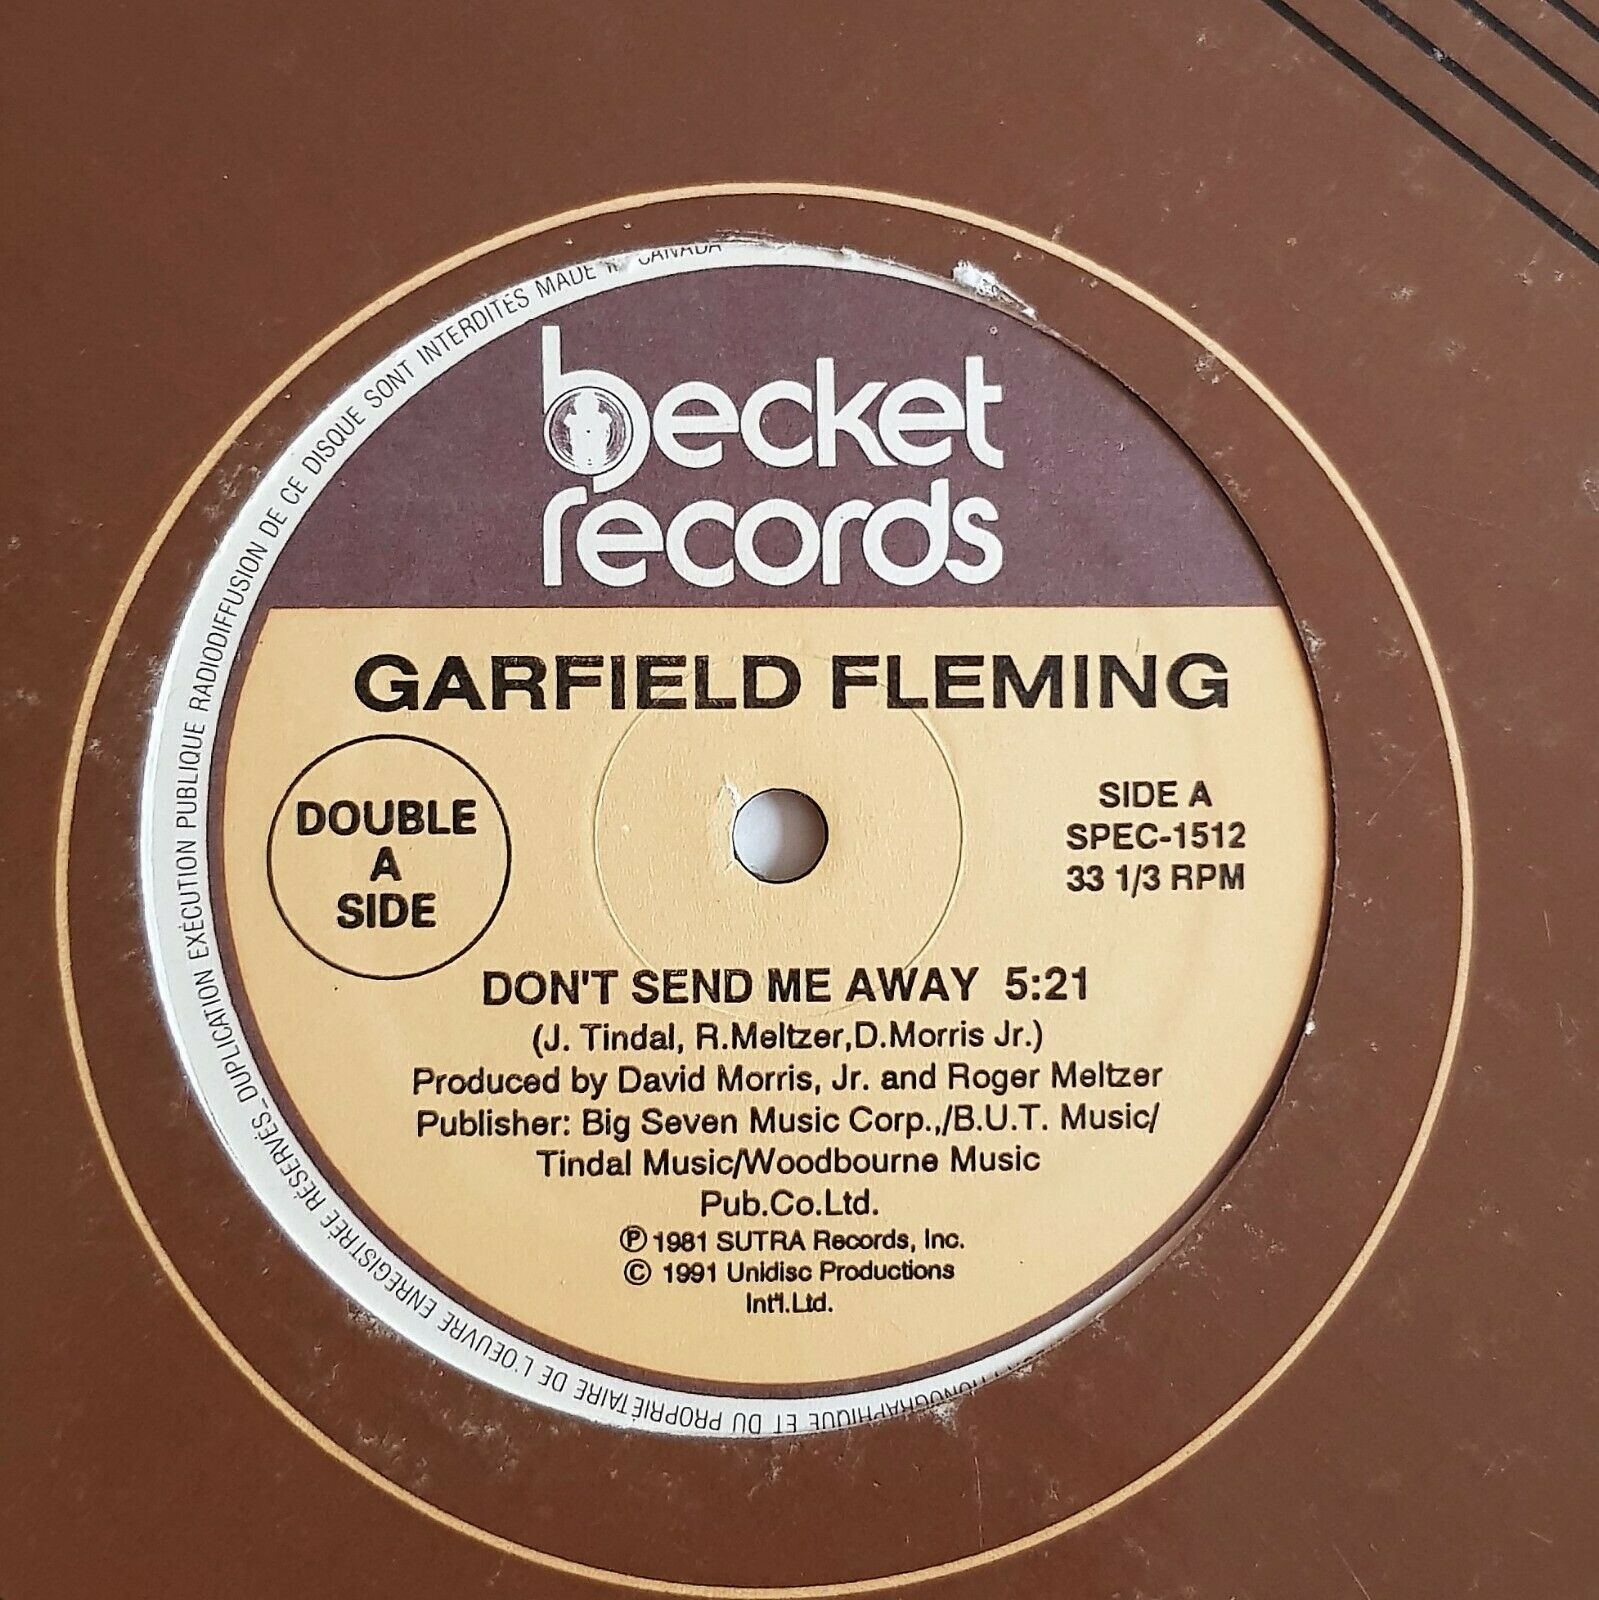 becket
records
GARFIELD FLEMING
DOUBLE
A
SIDE
SIDE A
SPEC-1512
33 1/3 RPM
DON'T SEND ME AWAY 5:21
(J. Tindal, R.Meltzer,D.Morris Jr.)
Produced by David Morris, Jr. and Roger Meltzer
Publisher: Big Seven Music Corp.,/B.U.T. Music/
Tindal Music/Woodbourne Music
Pub.Co.Ltd.
Ⓟ 1981 SUTRA Records, Inc.
© 1991 Unidisc Productions
Int'l.Ltd.
ET DU PROPRIÉTAIRE DE L'OEUVRE ENREGISTRÉE RÉSERVÉS_ DUPLICATION EXÉCUTION PUBLIQUE RADIODIFFUSION DE CE DISQUE SONT INTERDITES MADE IN CANADA